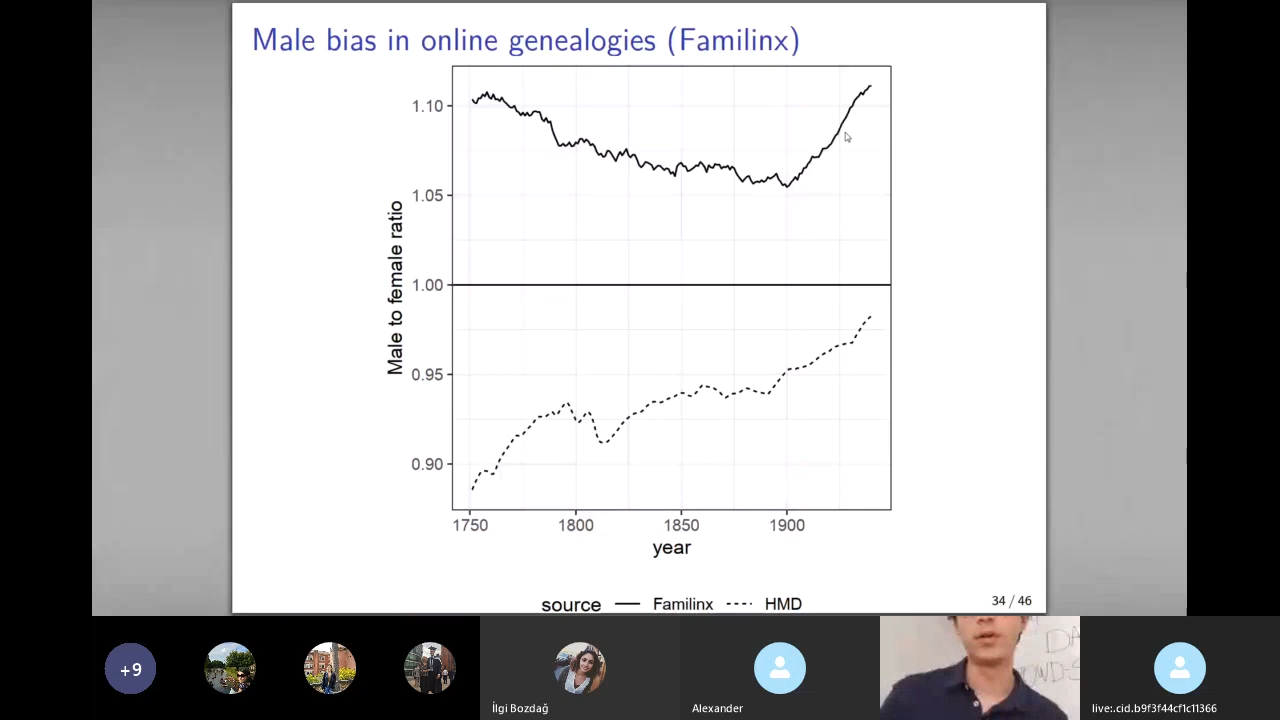 Male bias in online genealogies (Familinx)
Male to female ratio
1.10
1.05
1.00
0.95
0.90
1750 1800 1850 1900
year
source Familinx HMD
34 / 46
+9
İlgi Bozdağ
Alexander
live:.cid.b9f3f44cf1c11366